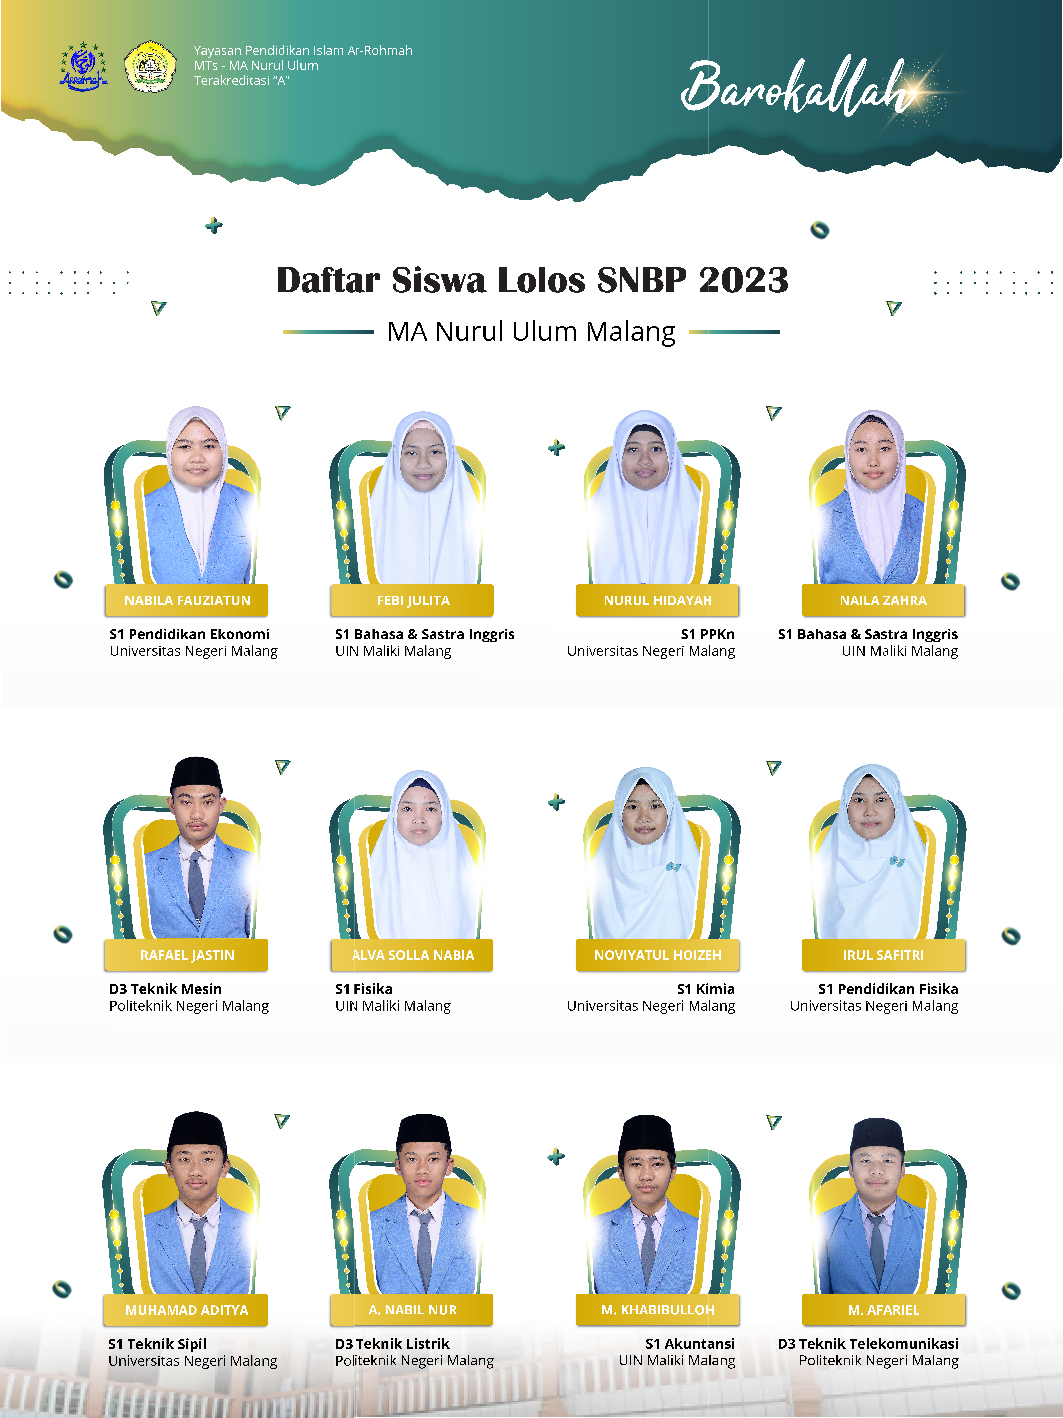 Yayasan Pendidikan Islam Ar-Rohmah
MTs - MA Nurul Ulum
Terakreditasi "A"
Barokallah
Daftar Siswa Lolos SNBP 2023
MA Nurul Ulum Malang
NABILA FAUZIATUN
S1 Pendidikan Ekonomi
Universitas Negeri Malang
FEBI JULITA
S1 Bahasa & Sastra Inggris
UIN Maliki Malang
NURUL HIDAYAH
S1 PPKn
Universitas Negeri Malang
NAILA ZAHRA
S1 Bahasa & Sastra Inggris
UIN Maliki Malang
RAFAEL JASTIN
D3 Teknik Mesin
Politeknik Negeri Malang
ALVA SOLLA NABIA
S1 Fisika
UIN Maliki Malang
NOVIYATUL HOIZEH
S1 Kimia
Universitas Negeri Malang
IRUL SAFITRI
S1 Pendidikan Fisika
Universitas Negeri Malang
MUHAMAD ADITYA
S1 Teknik Sipil
Universitas Negeri Malang
A. NABIL NUR
D3 Teknik Listrik
Politeknik Negeri Malang
M. KHABIBULLOH
S1 Akuntansi
UIN Maliki Malang
M. AFARIEL
D3 Teknik Telekomunikasi
Politeknik Negeri Malang